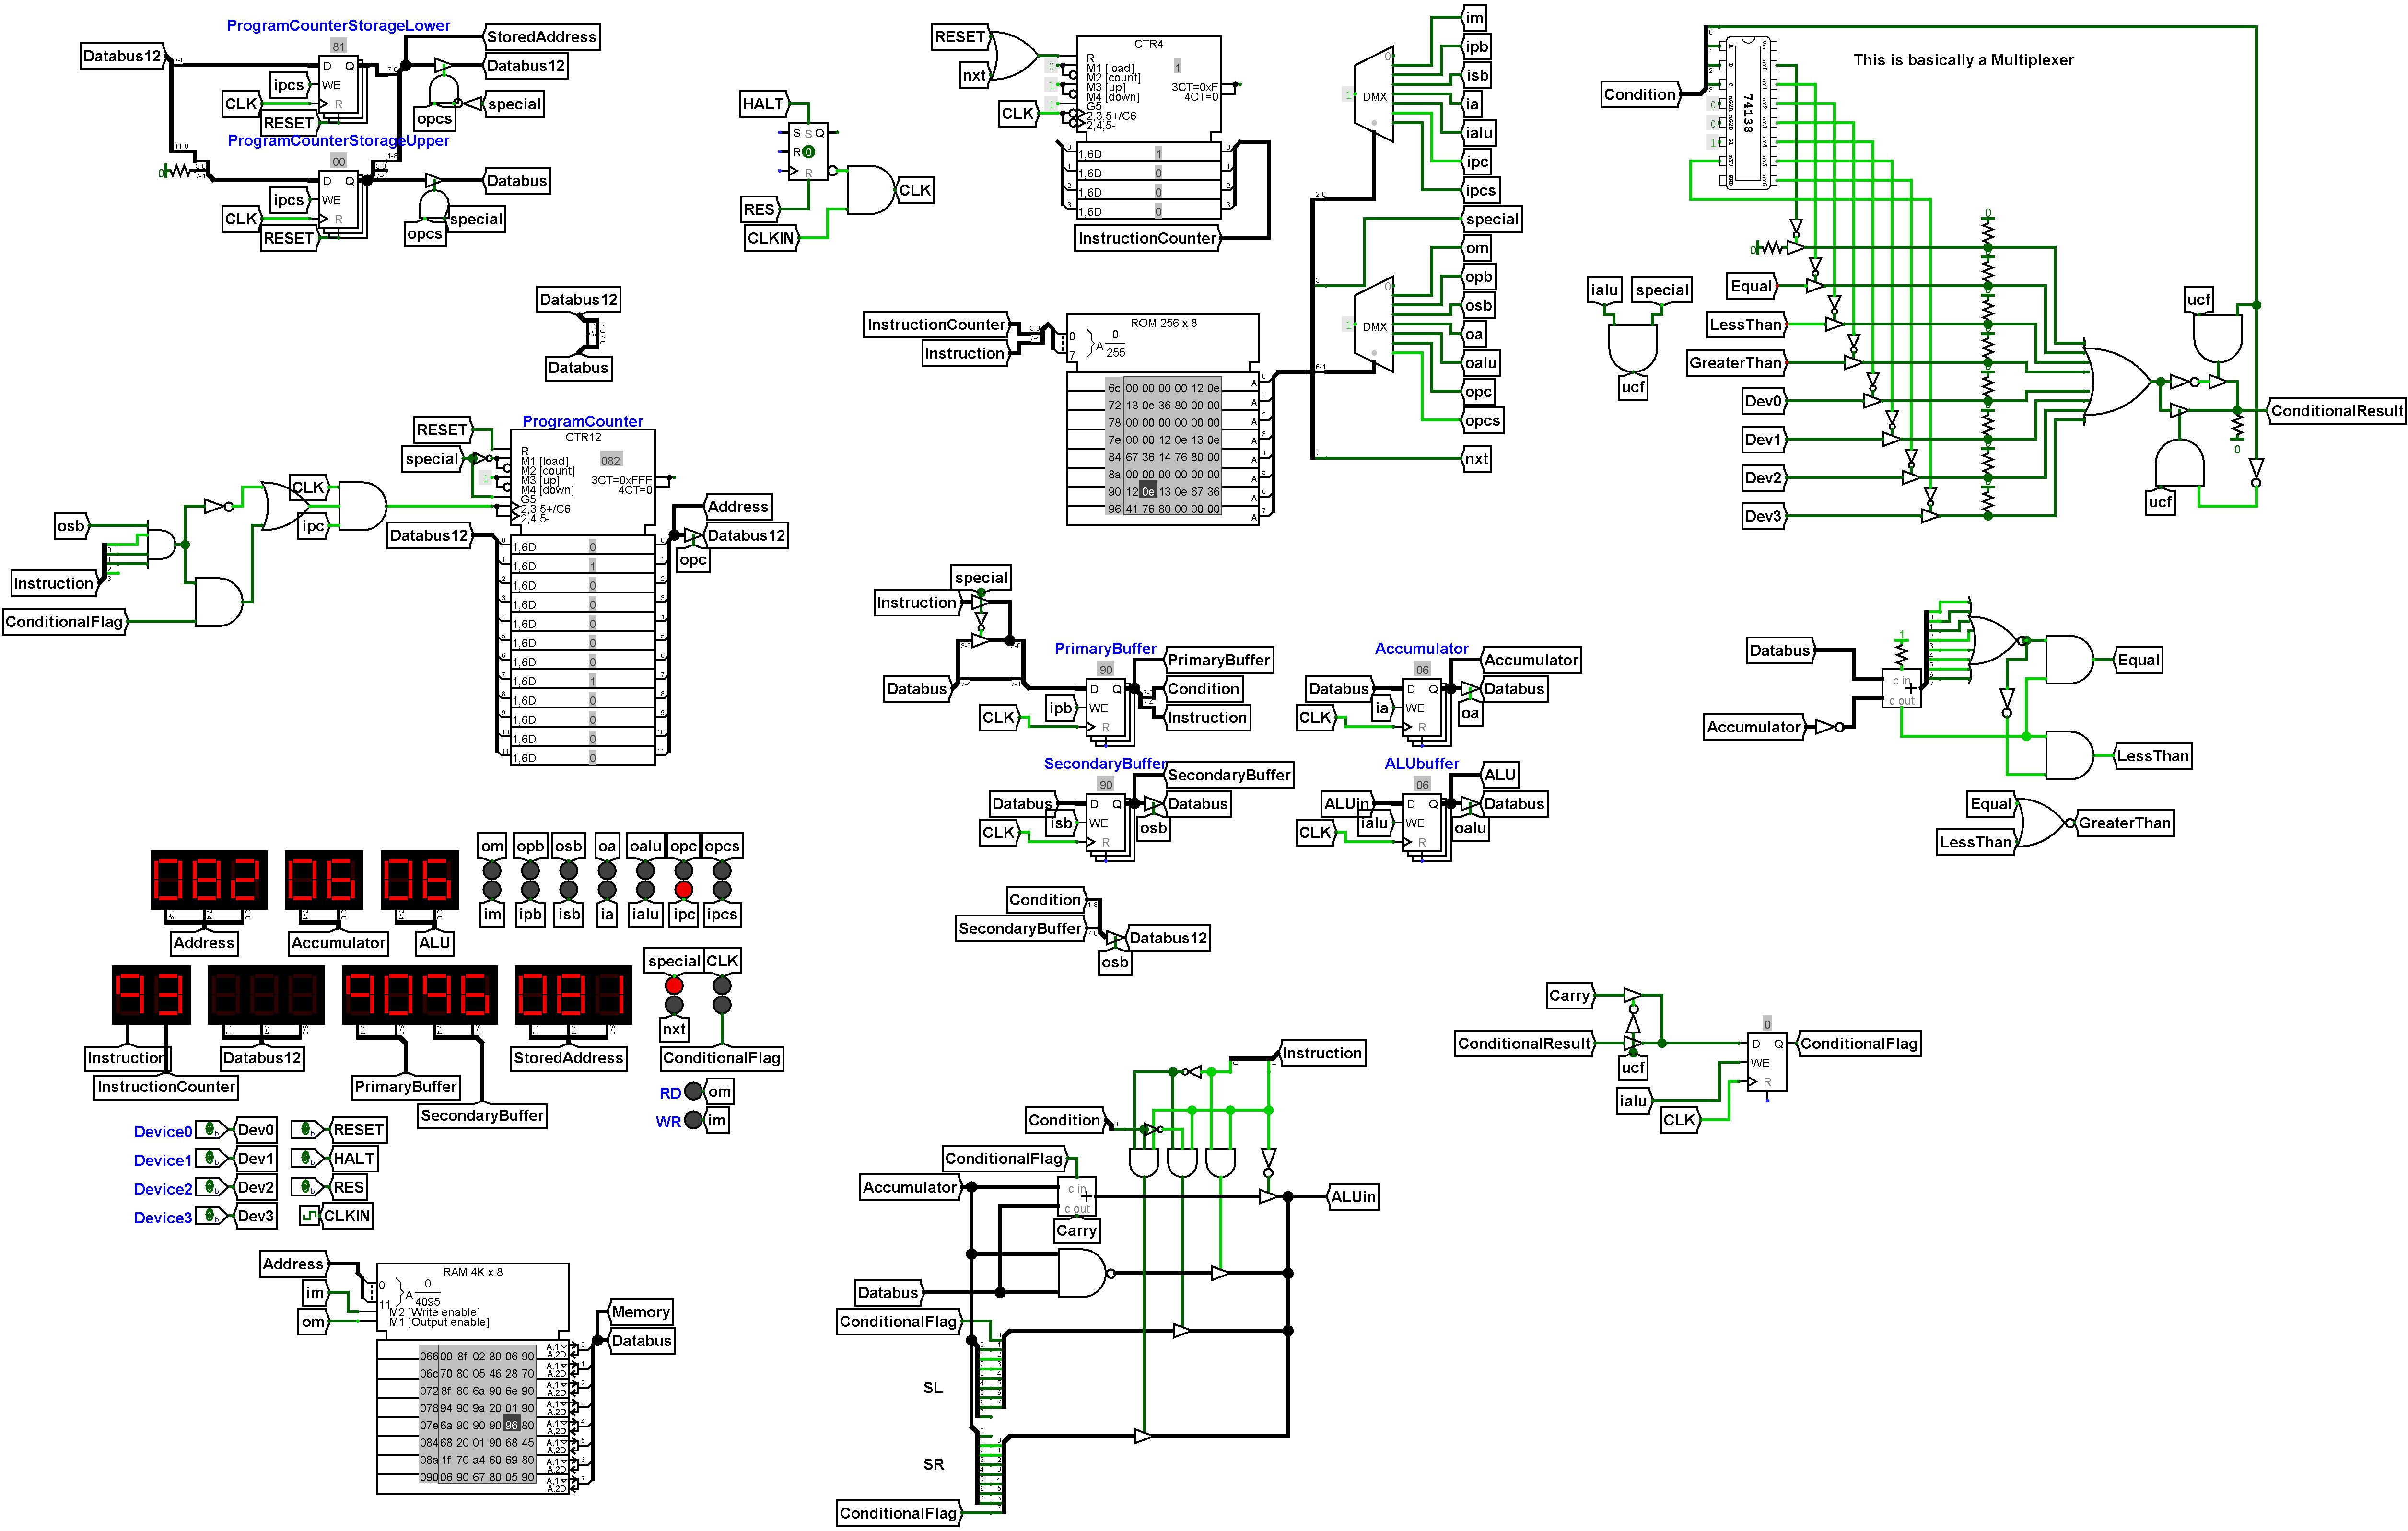 ProgramCounterStorageLower
Databus12
81
D Q
WE
R
ipcs
CLK
RESET
StoredAddress
Databus12
special
opcs
ProgramCounterStorageUpper
00
D Q
WE
R
ipcs
CLK
RESET
Databus
special
opcs
HALT
S S Q
R 0
R
RES
CLKIN
CLK
RESET
nxt
CLK
CTR4
R
M1 [load]
M2 [count]
M3 [up]
M4 [down]
G5
2,3,5+/C6
2,4,5-
1
3CT=0xF
4CT=0
1,6D 1
1,6D 0
1,6D 0
1,6D 0
InstructionCounter
DMX
im
ipb
isb
ia
ialu
ipc
ipcs
special
DMX
om
opb
osb
oa
oalu
opc
opcs
nxt
Condition
74138
This is basically a Multiplexer
Equal
LessThan
GreaterThan
Dev0
Dev1
Dev2
Dev3
ialu
special
ucf
ucf
ucf
ConditionalResult
Databus12
Databus
InstructionCounter
Instruction
ROM 256 x 8
0
7
A
0
255
6c 00 00 00 00 12 0e
72 13 0e 36 80 00 00
78 00 00 00 00 00 00
7e 00 00 12 0e 13 0e
84 67 36 14 76 80 00
8a 00 00 00 00 00 00
90 12 0e 13 0e 67 36
96 41 76 80 00 00 00
ProgramCounter
RESET
special
CTR12
R
M1 [load]
M2 [count]
M3 [up]
M4 [down]
G5
2,3,5+/C6
2,4,5-
082
3CT=0xFFF
4CT=0
CLK
ipc
osb
Instruction
ConditionalFlag
Databus12
Address
Databus12
opc
1,6D 0
1,6D 1
1,6D 0
1,6D 0
1,6D 0
1,6D 0
1,6D 0
1,6D 1
1,6D 0
1,6D 0
1,6D 0
1,6D 0
special
Instruction
Databus
PrimaryBuffer
90
D Q
WE
R
ipb
CLK
PrimaryBuffer
Condition
Instruction
Accumulator
06
Databus
D Q
WE
R
ia
CLK
Accumulator
Databus
oa
SecondaryBuffer
90
Databus
D Q
WE
R
isb
CLK
SecondaryBuffer
Databus
osb
ALUbuffer
06
ALUin
D Q
WE
R
ialu
CLK
ALU
Databus
oalu
Databus
Accumulator
c in
+
c out
Equal
LessThan
Equal
LessThan
GreaterThan
Condition
SecondaryBuffer
Databus12
osb
082 06 06
Address
Accumulator
ALU
om opb osb oa oalu opc opcs
im ipb isb ia ialu ipc ipcs
93 9096 081
Instruction
InstructionCounter
Databus12
PrimaryBuffer
SecondaryBuffer
StoredAddress
special CLK
nxt
ConditionalFlag
RD om
WR im
Device0 Dev0 RESET
Device1 Dev1 HALT
Device2 Dev2 RES
Device3 Dev3 CLKIN
Address
im
om
RAM 4K x 8
0
11
A
0
4095
M2 [Write enable]
M1 [Output enable]
Memory
Databus
066 00 8f 02 80 06 90
06c 70 80 05 46 28 70
072 8f 80 6a 90 6e 90
078 94 90 9a 20 01 90
07e 6a 90 90 90 96 80
084 68 20 01 90 68 45
08a 1f 70 a4 60 69 80
090 06 90 67 80 05 90
Instruction
Condition
ConditionalFlag
Accumulator
c in
+
c out
Carry
ALUin
Databus
ConditionalFlag
SL
SR
ConditionalFlag
Carry
ConditionalResult
ucf
ialu
CLK
0
D Q
WE
R
ConditionalFlag